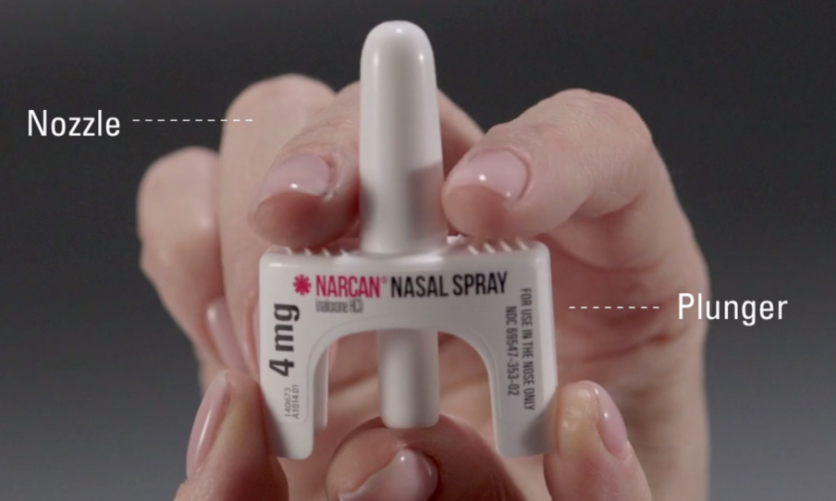 Nozzle
NARCAN® NASAL SPRAY
naloxone HCl
4 mg
FOR USE IN THE NOSE ONLY
NDC 69547-353-02
Plunger